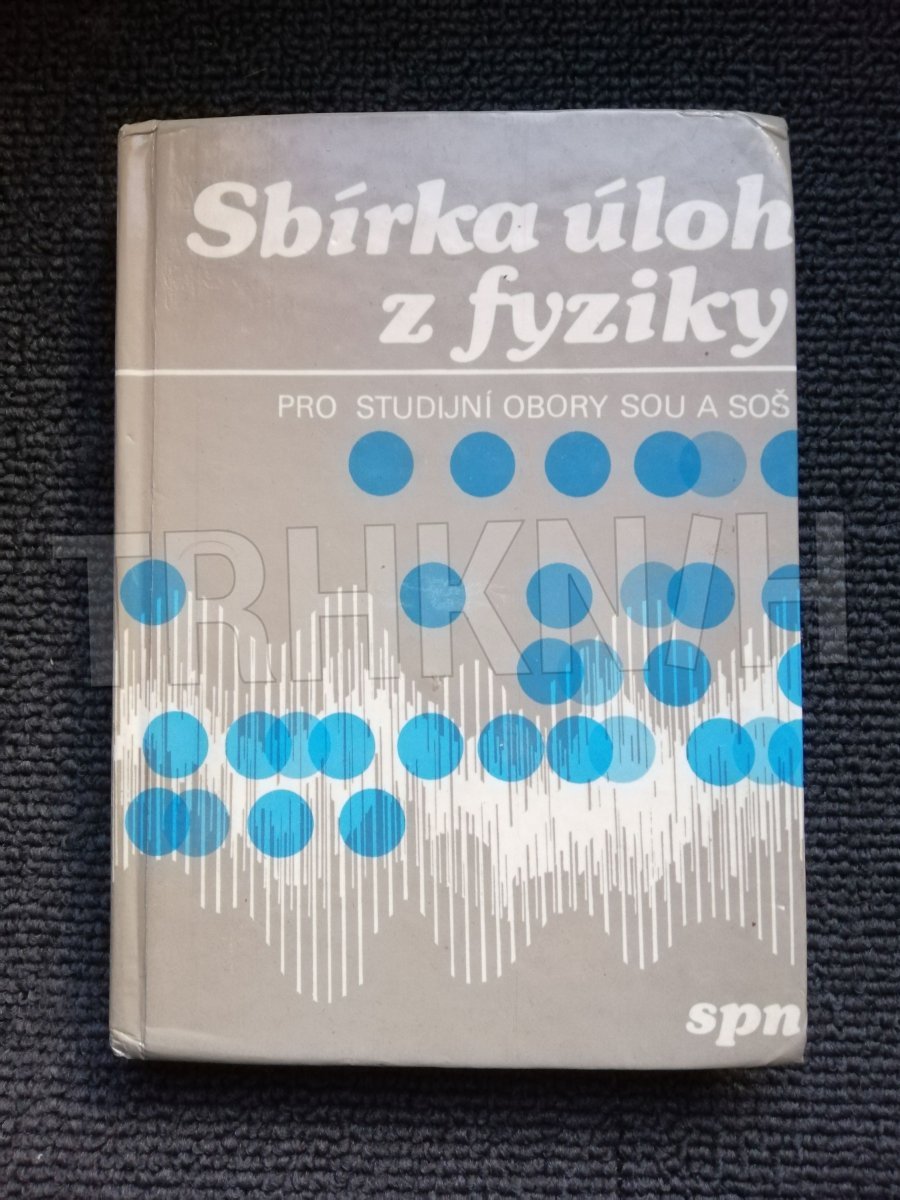 Sbírka úloh
z fyziky
PRO STUDIJNÍ OBORY SOU A SOŠ
TRHKNIH
spn